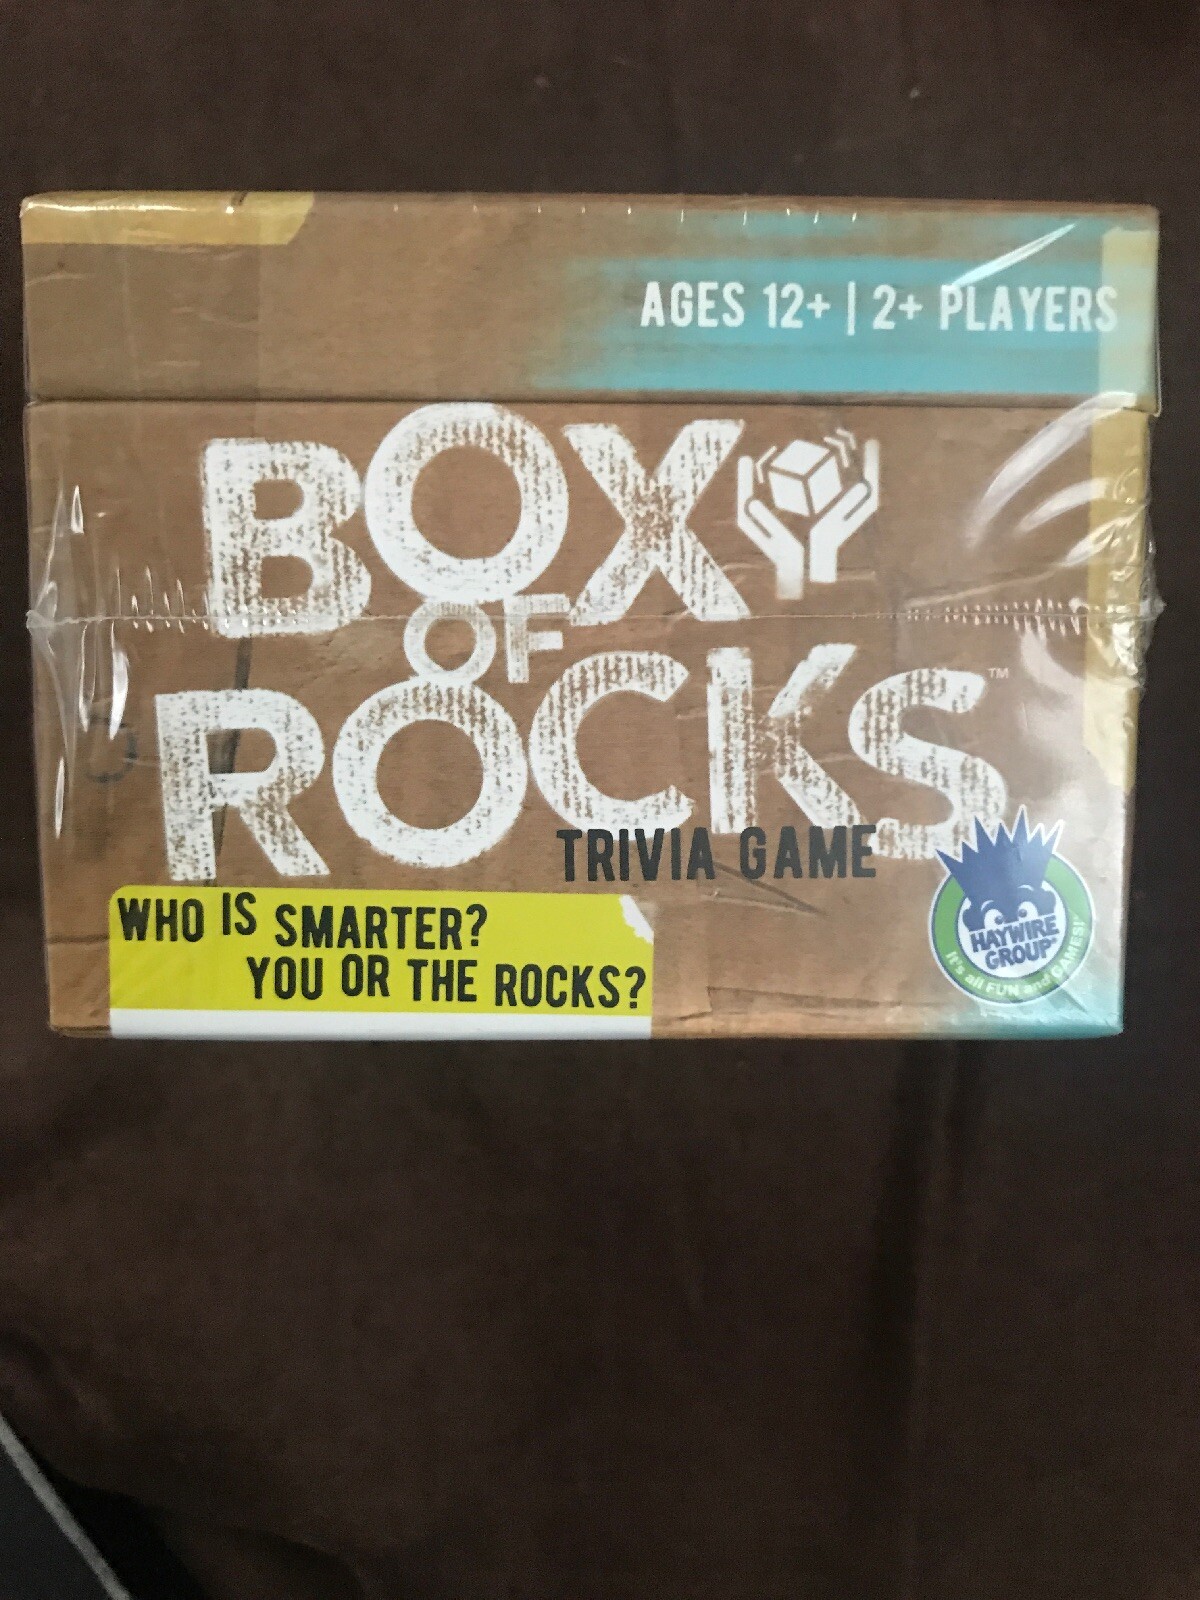 AGES 12+ | 2+ PLAYERS
BOX
OF
ROCKS™
TRIVIA GAME
WHO IS SMARTER?
YOU OR THE ROCKS?
HAYWIRE
GROUP®
It's all FUN and GAMES!